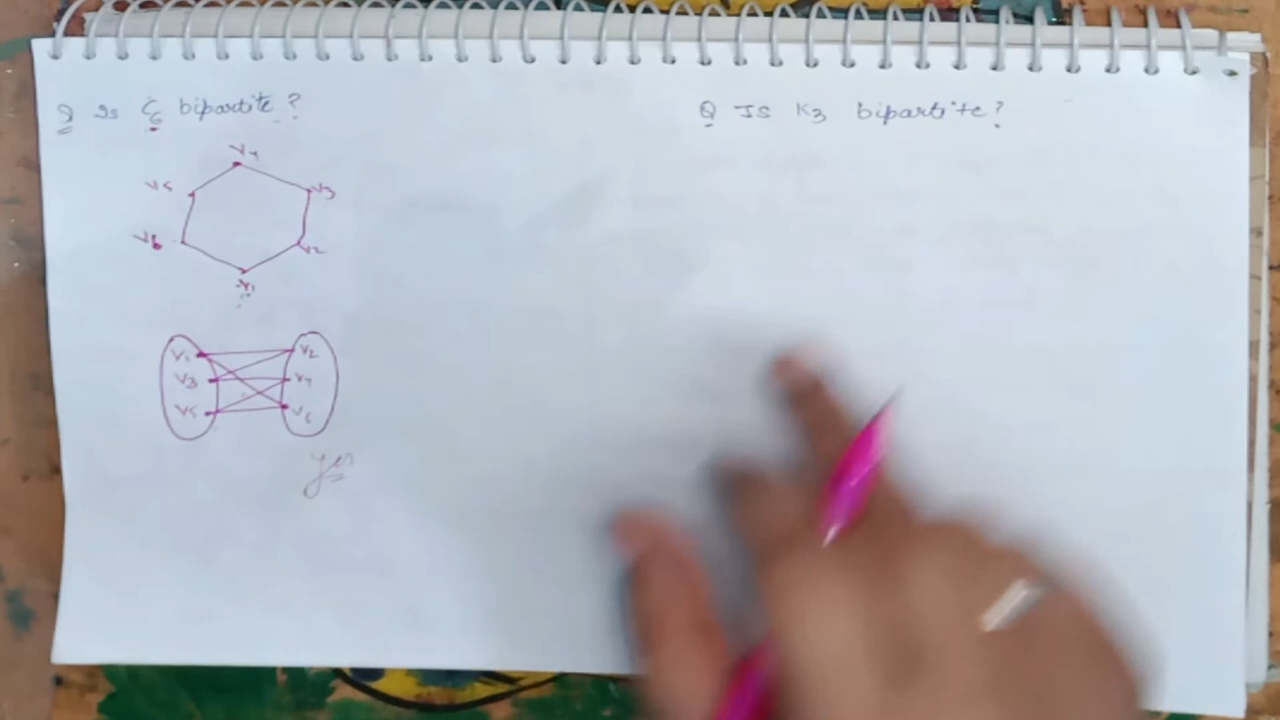 Q Is C6 bipartite?
V4
V5
V3
V6
V2
V1
V1 V2
V3 V4
V5 V6
yes
Q Is K3 bipartite?